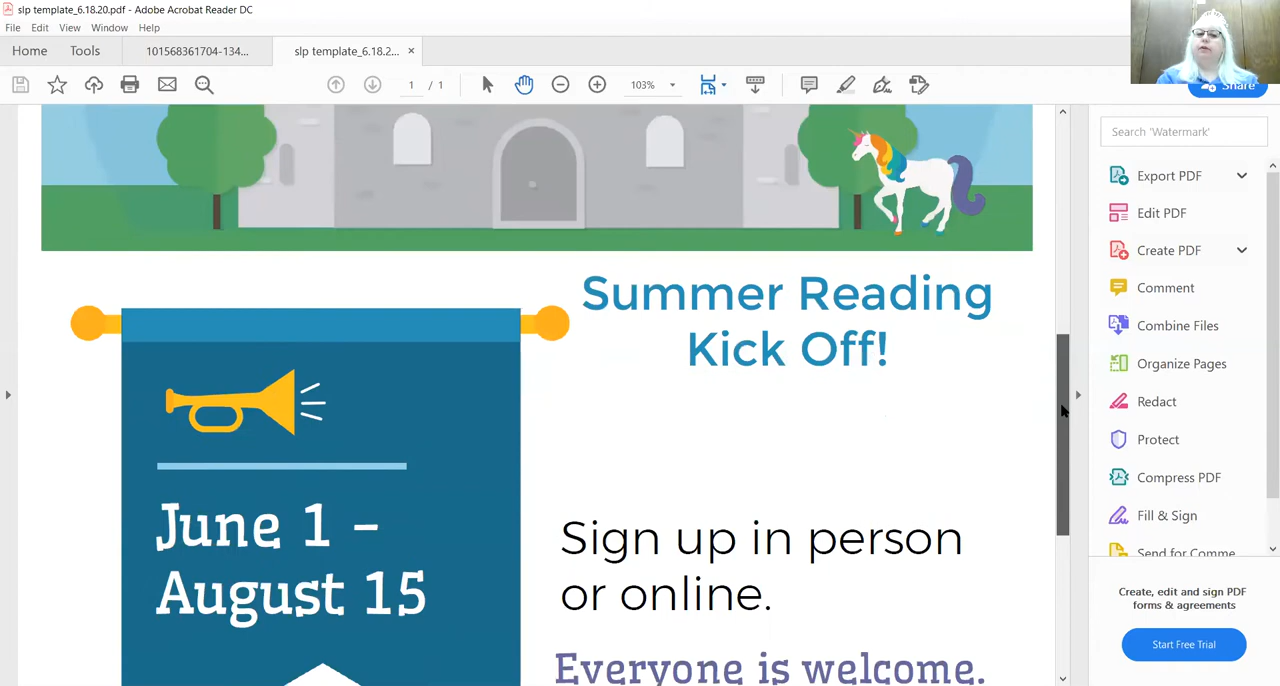 slp template_6.18.20.pdf - Adobe Acrobat Reader DC
File Edit View Window Help
Home Tools 101568361704-134... slp template_6.18.2... ×
1 / 1 103% Share
Search 'Watermark'
Export PDF
Edit PDF
Create PDF
Comment
Combine Files
Organize Pages
Redact
Protect
Compress PDF
Fill & Sign
Send for Comme
Create, edit and sign PDF
forms & agreements
Start Free Trial
Summer Reading
Kick Off!
June 1 –
August 15
Sign up in person
or online.
Everyone is welcome.